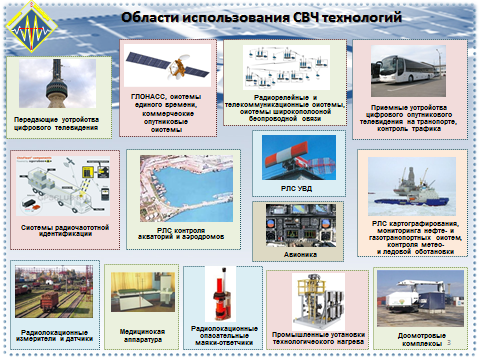 Области использования СВЧ технологий
Передающие устройства
цифрового телевидения
ГЛОНАСС, системы
единого времени,
коммерческие
спутниковые
системы
Радиорелейные и
телекоммуникационные системы,
системы широкополосной
беспроводной связи
Приемные устройства
цифрового спутникового
телевидения на транспорте,
контроль трафика
Системы радиочастотной
идентификации
РЛС контроля
акваторий и аэродромов
РЛС УВД
Авионика
РЛС картографирования,
мониторинга нефте- и
газотранспортных систем,
контроля метео-
и ледовой обстановки
Радиолокационные
измерители и датчики
Медицинская
аппаратура
Радиолокационные
спасательные
маяки-ответчики
Промышленные установки
технологического нагрева
Досмотровые
комплексы
3